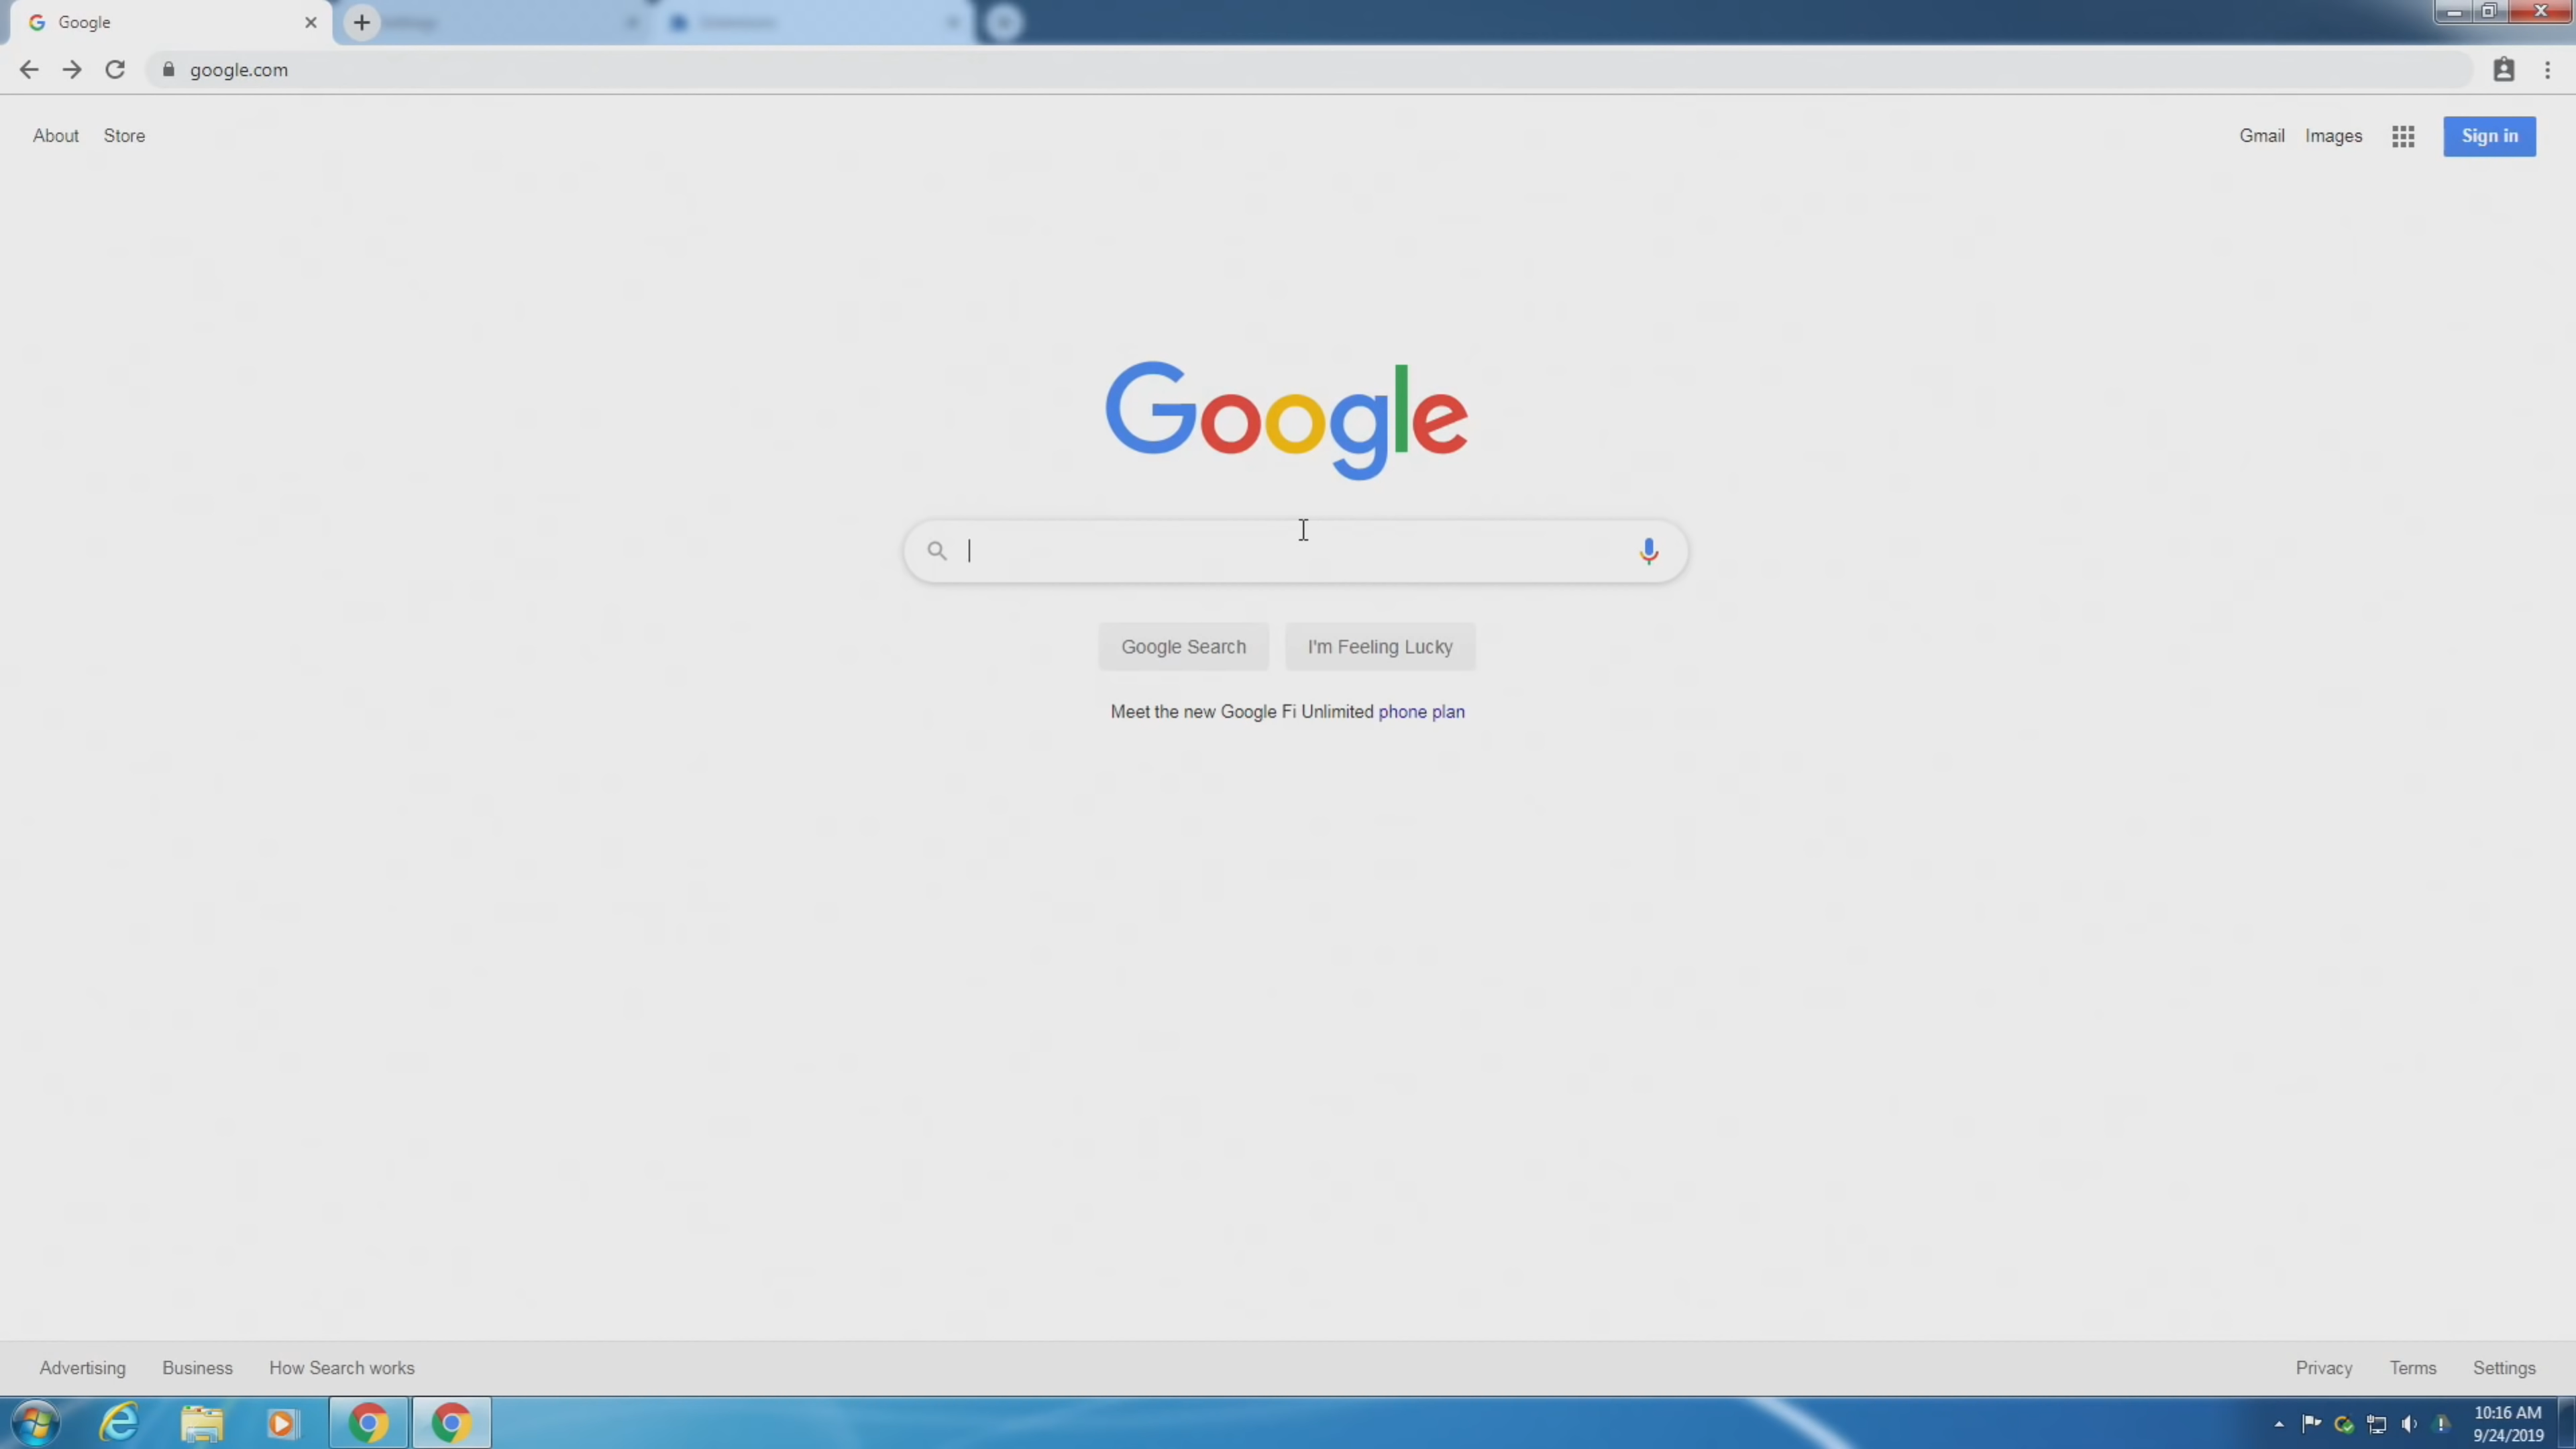 Google
google.com
About Store
Gmail Images Sign in
Google
Google Search I'm Feeling Lucky
Meet the new Google Fi Unlimited phone plan
Advertising Business How Search works
Privacy Terms Settings
10:16 AM
9/24/2019